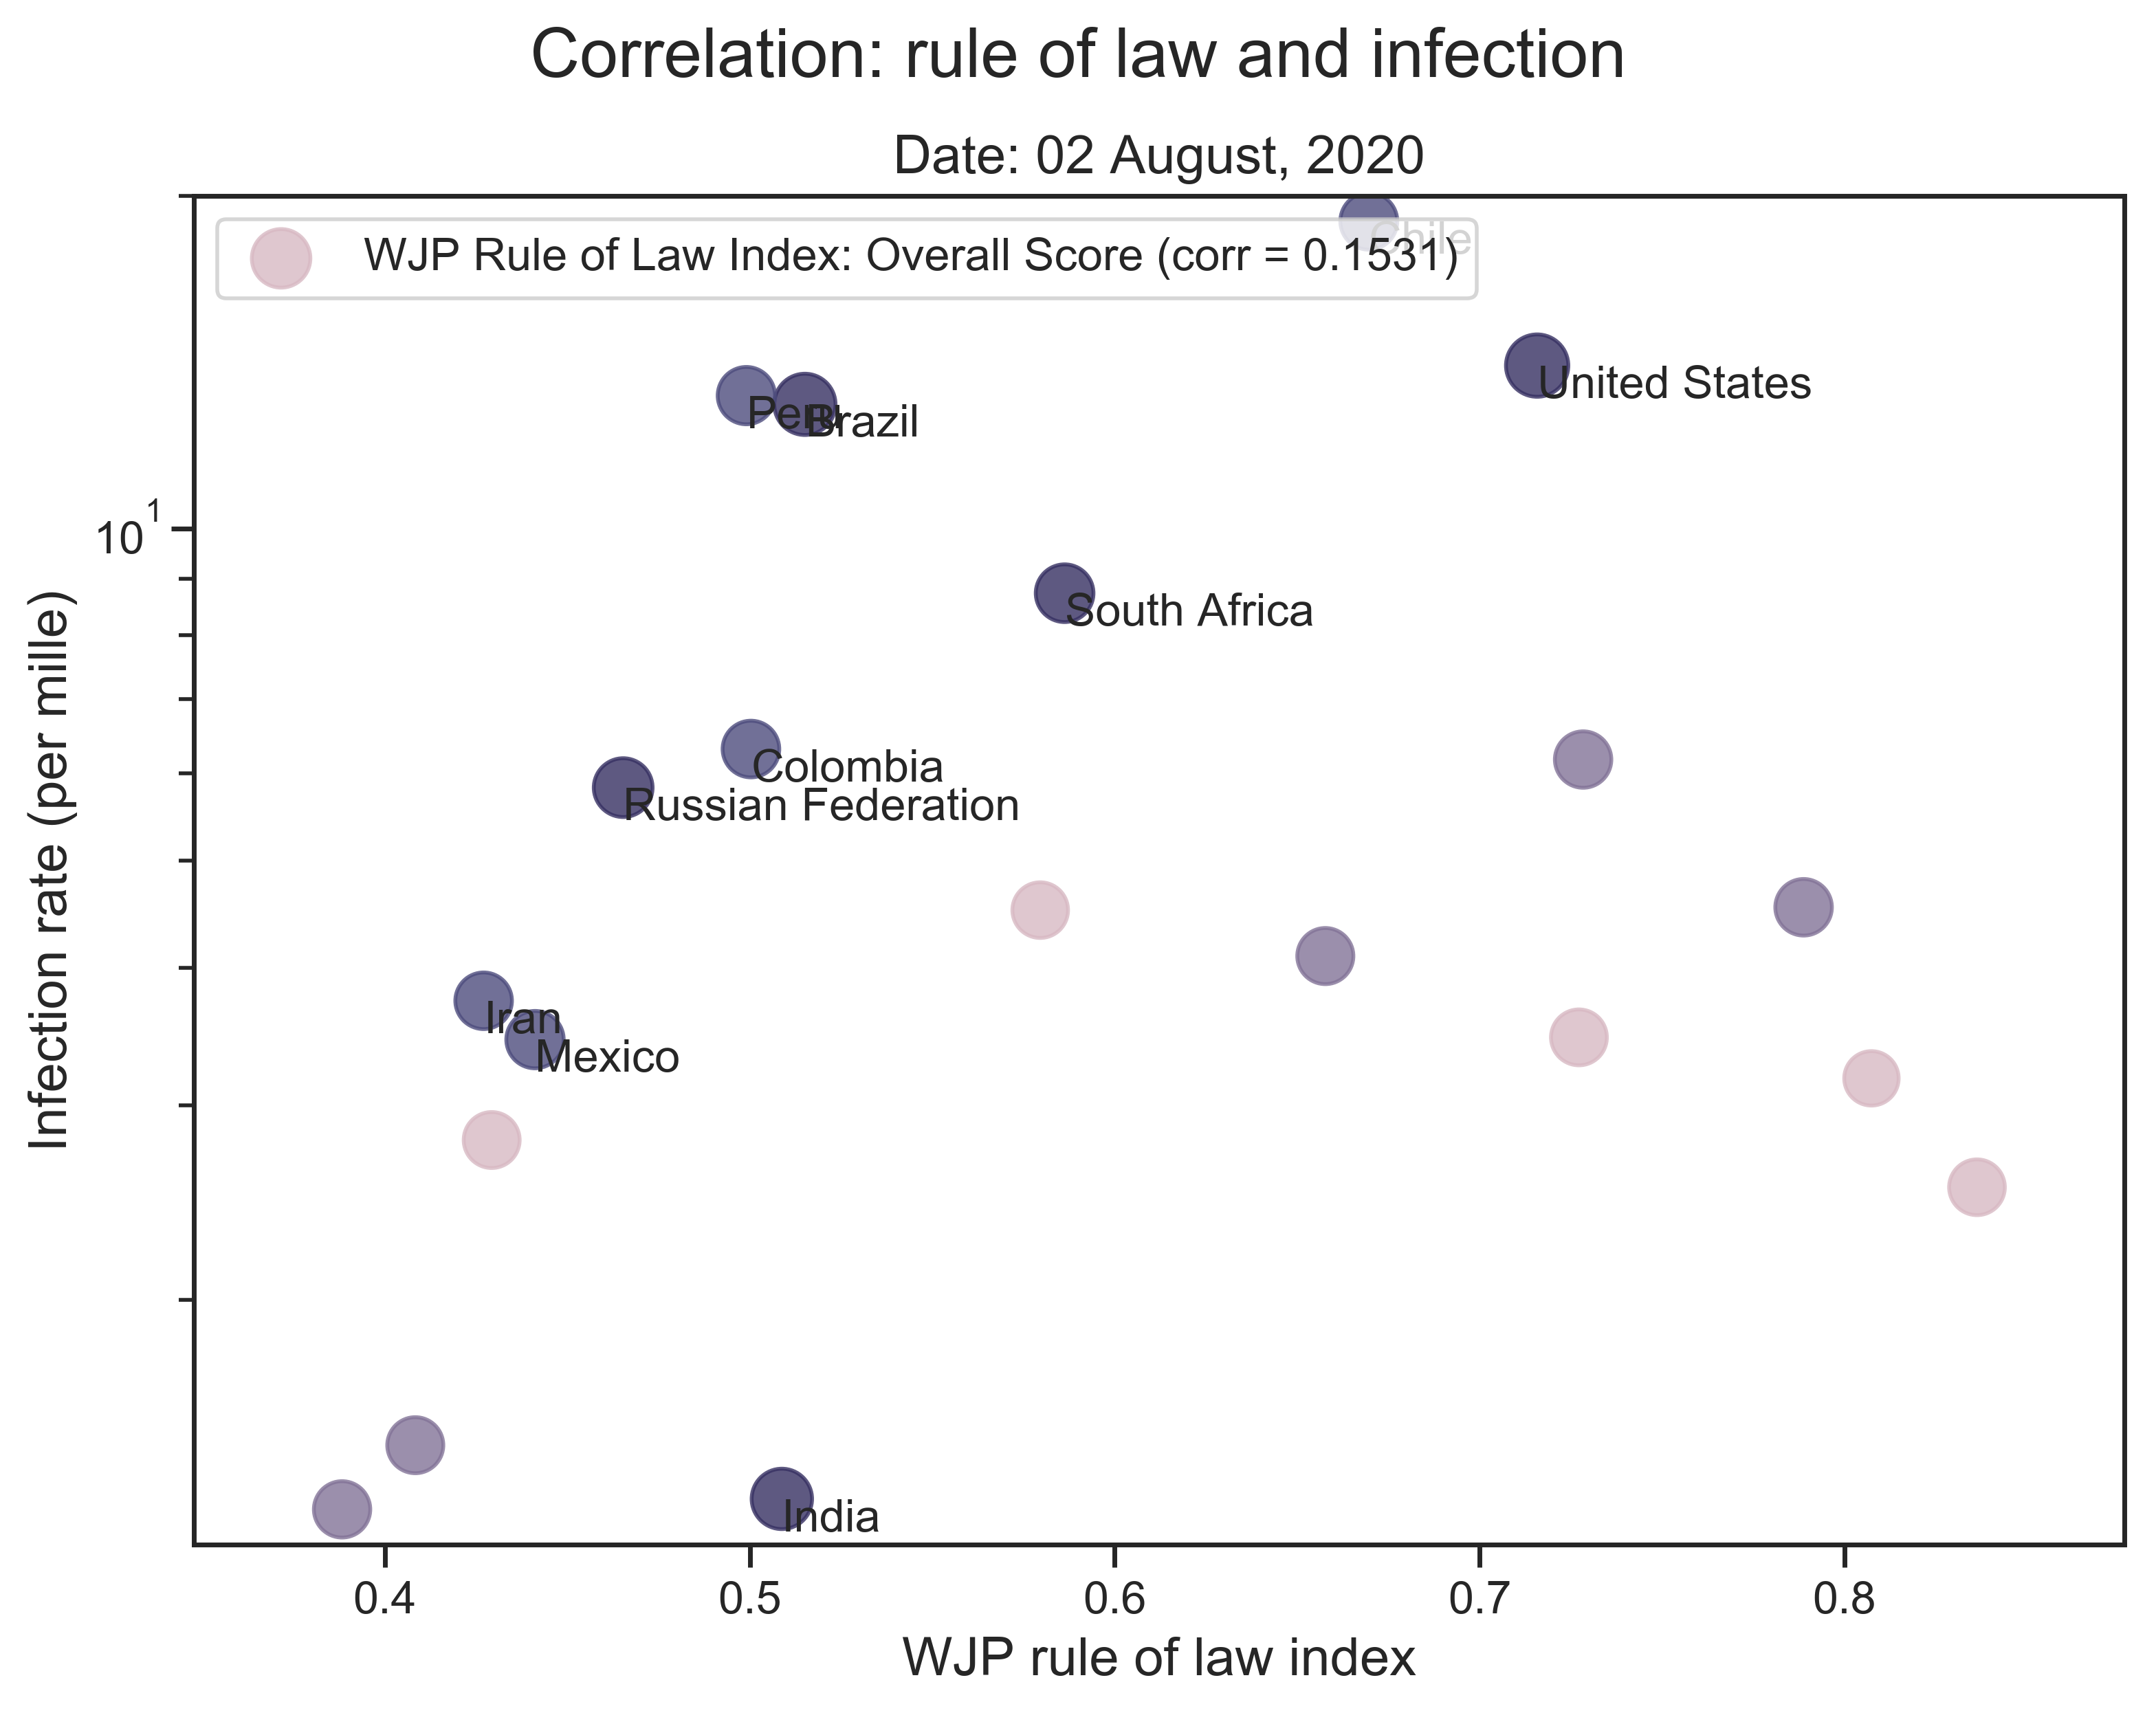 Correlation: rule of law and infection
Date: 02 August, 2020
Chile
WJP Rule of Law Index: Overall Score (corr = 0.1531)
United States
Peru
Brazil
10¹
South Africa
Colombia
Russian Federation
Iran
Mexico
India
Infection rate (per mille)
0.4 0.5 0.6 0.7 0.8
WJP rule of law index